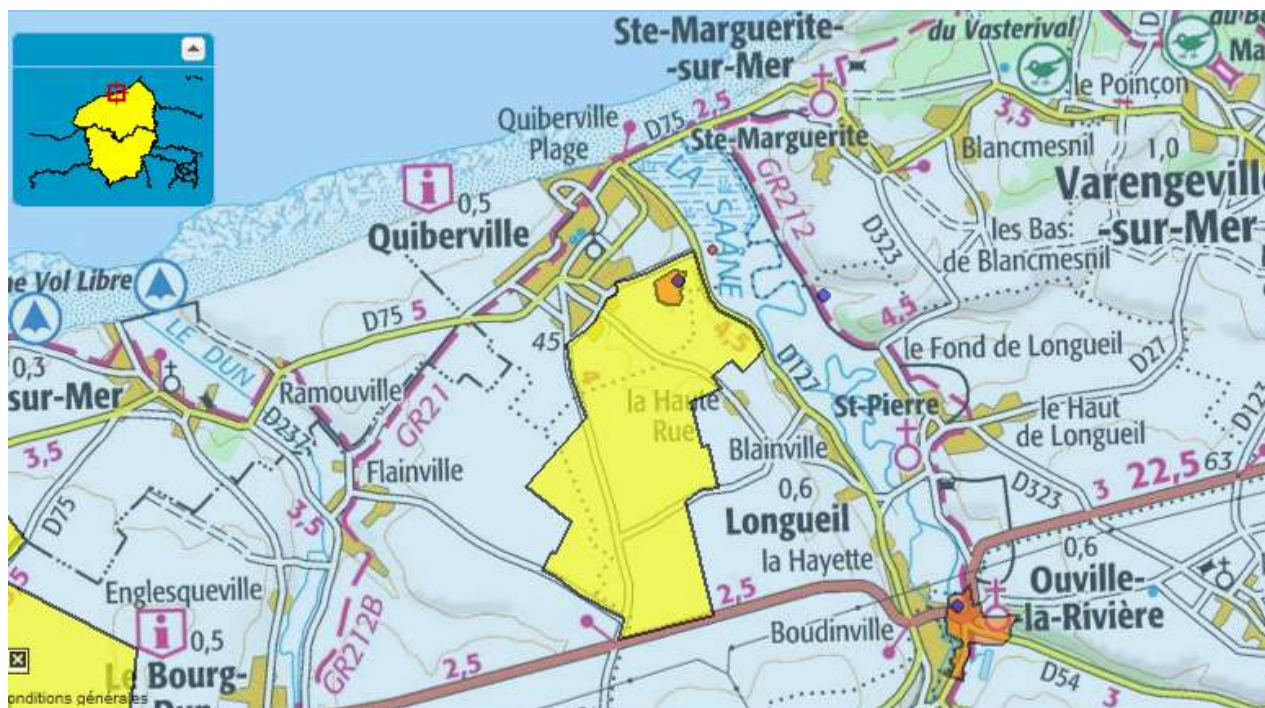 Ste-Marguerite-
-sur-Mer
du Vasterival
le Poinçon
3,5
Quiberville
Plage
D75
2,5
Ste-Marguerite
Blancmesnil
1,0
Varengeville
-sur-Mer
LA
SAÂNE
GR212
D323
les Bas
de Blancmesnil
i
0,5
Quiberville
Vol Libre
LE DUN
D75
5
45
4,5
4,5
D127
le Fond de Longueil
D27
0,3
sur-Mer
Ramouville
D237
GR21
la Haute
Rue
4
St-Pierre
le Haut
de Longueil
3,5
Flainville
Blainville
0,6
Longueil
D323
3
22,5
63
D75
3,5
la Hayette
0,6
Ouville-
-la-Rivière
Englesqueville
i
0,5
Le Bourg-
Dun
GR212B
2,5
2,5
Boudinville
D54
3
onditions générales